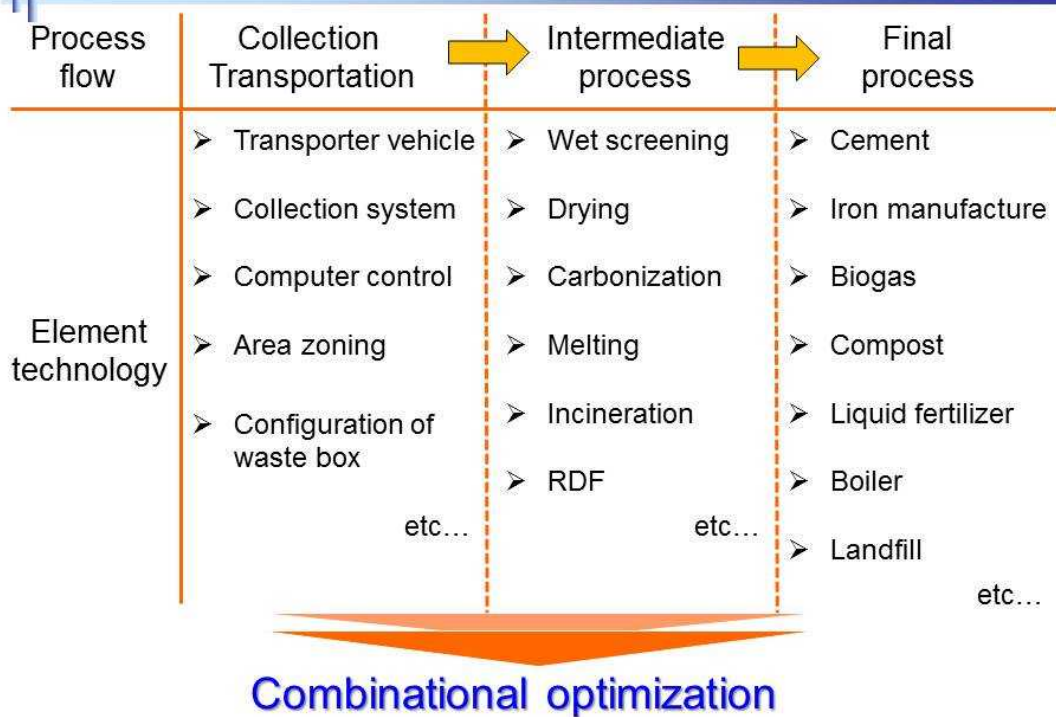 Process
flow
Collection
Transportation
Intermediate
process
Final
process
Element
technology
➢ Transporter vehicle
➢ Collection system
➢ Computer control
➢ Area zoning
➢ Configuration of
waste box
etc…
➢ Wet screening
➢ Drying
➢ Carbonization
➢ Melting
➢ Incineration
➢ RDF
etc…
➢ Cement
➢ Iron manufacture
➢ Biogas
➢ Compost
➢ Liquid fertilizer
➢ Boiler
➢ Landfill
etc…
Combinational optimization